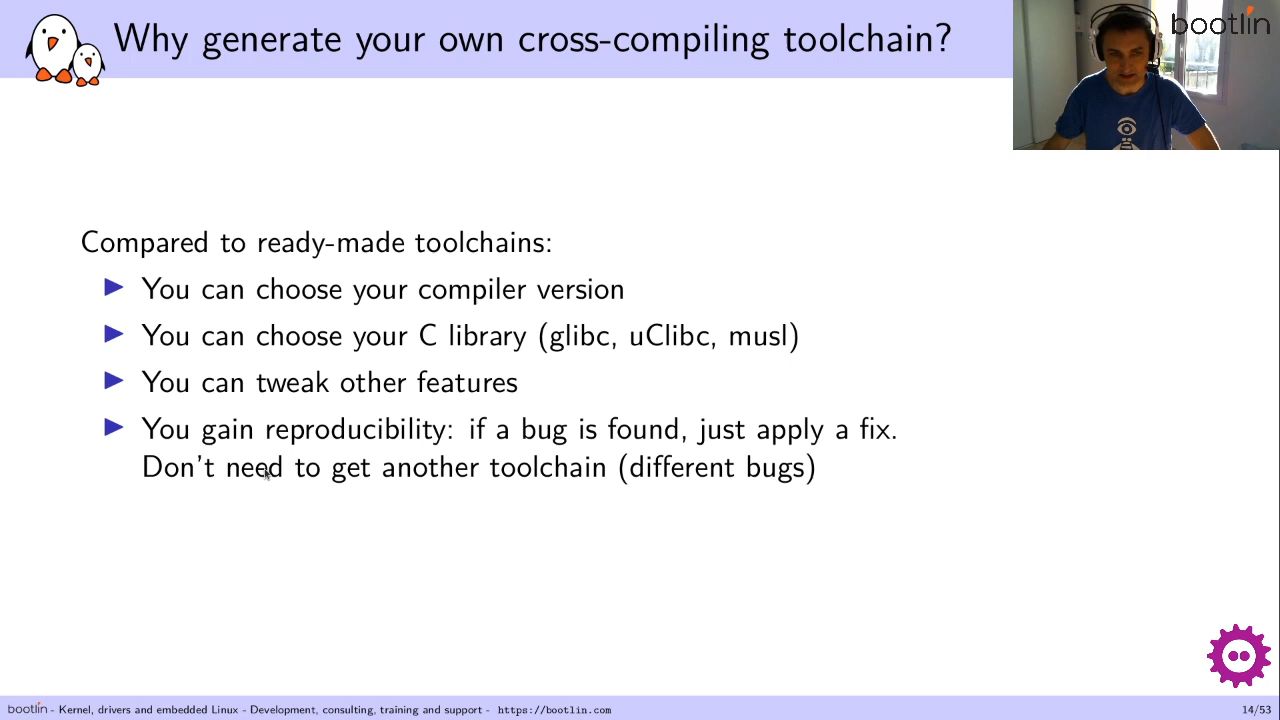 Why generate your own cross-compiling toolchain?
bootlin
Compared to ready-made toolchains:
You can choose your compiler version
You can choose your C library (glibc, uClibc, musl)
You can tweak other features
You gain reproducibility: if a bug is found, just apply a fix.
Don't need to get another toolchain (different bugs)
bootlin - Kernel, drivers and embedded Linux - Development, consulting, training and support - https://bootlin.com
14/53